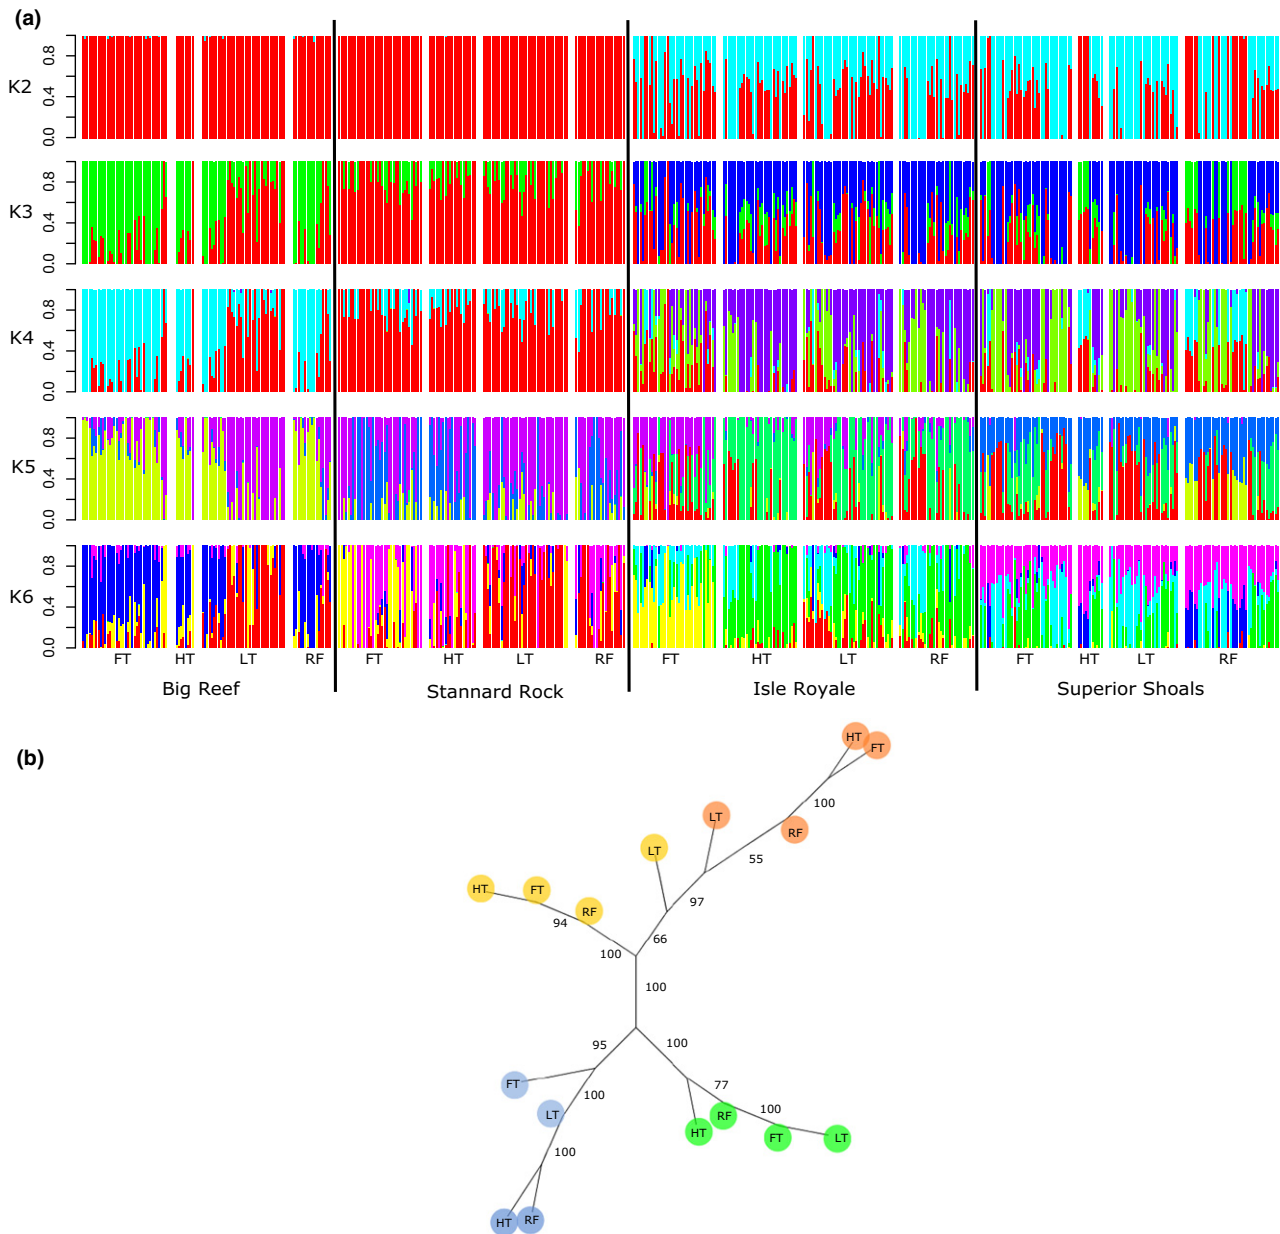 (a)
K2
0.8
0.4
0.0
K3
0.8
0.4
0.0
K4
0.8
0.4
0.0
K5
0.8
0.4
0.0
K6
0.8
0.4
0.0
FT HT LT RF FT HT LT RF FT HT LT RF FT HT LT RF
Big Reef Stannard Rock Isle Royale Superior Shoals
(b)
HT FT
100
LT
RF
LT
55
HT FT
RF
97
94
66
100
100
95 100
FT
77
100
LT
RF
100
HT
FT LT
100
HT RF